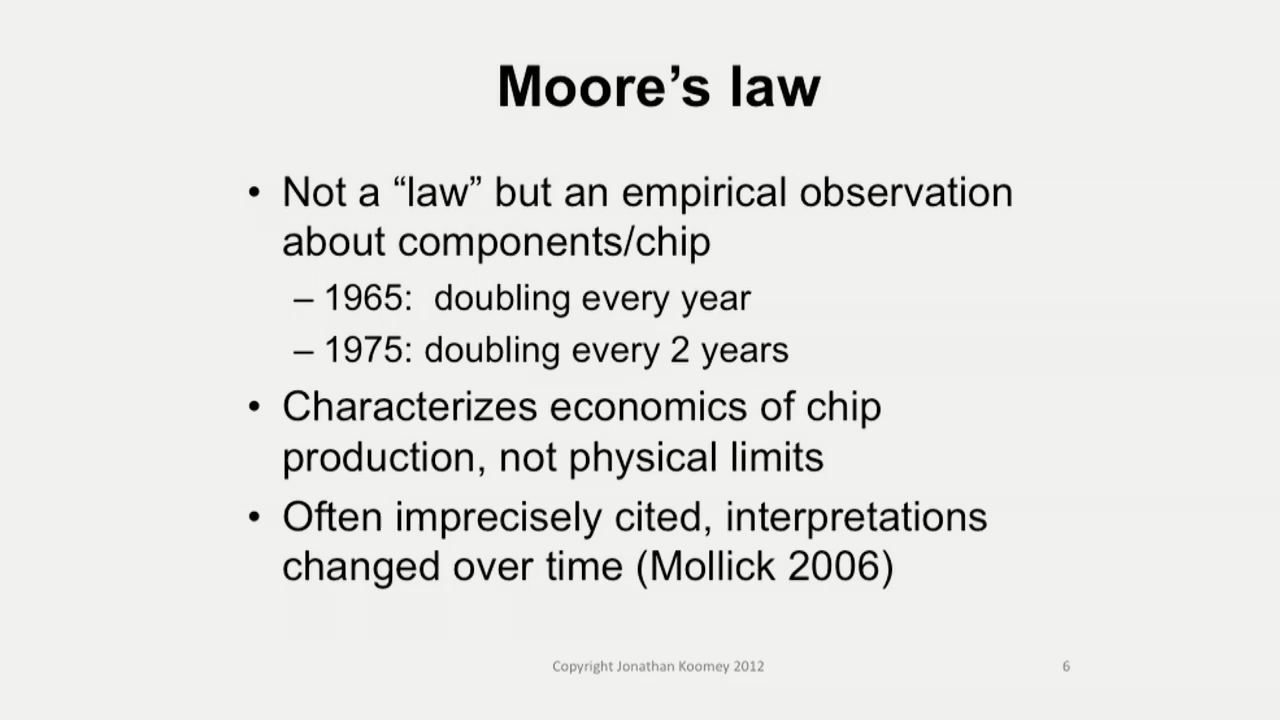 Moore’s law
• Not a “law” but an empirical observation
about components/chip
– 1965:  doubling every year
– 1975: doubling every 2 years
• Characterizes economics of chip
production, not physical limits
• Often imprecisely cited, interpretations
changed over time (Mollick 2006)
Copyright Jonathan Koomey 2012
6